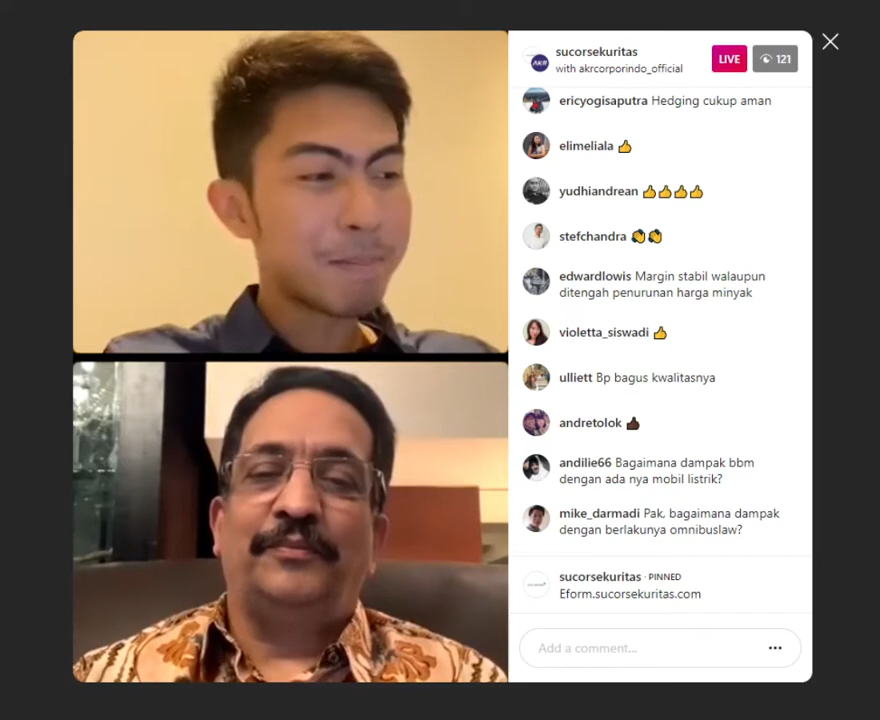 sucorsekuritas
with akrcorporindo_official
LIVE
121
AKR
ericyogisaputra Hedging cukup aman
elimeliala 👍
yudhiandrean 👍👍👍👍
stefchandra 👏👏
edwardlowis Margin stabil walaupun
ditengah penurunan harga minyak
violetta_siswadi 👍
ulliett Bp bagus kwalitasnya
andretolok 👍🏿
andilie66 Bagaimana dampak bbm
dengan ada nya mobil listrik?
mike_darmadi Pak, bagaimana dampak
dengan berlakunya omnibuslaw?
sucorsekuritas · PINNED
Eform.sucorsekuritas.com
Add a comment...